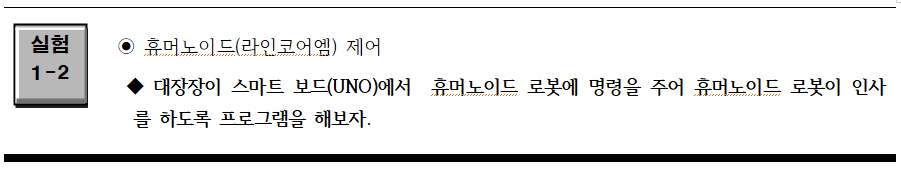 실험
1-2
◉ 휴머노이드(라인코어엠) 제어
◆ 대장장이 스마트 보드(UNO)에서 휴머노이드 로봇에 명령을 주어 휴머노이드 로봇이 인사
를 하도록 프로그램을 해보자.